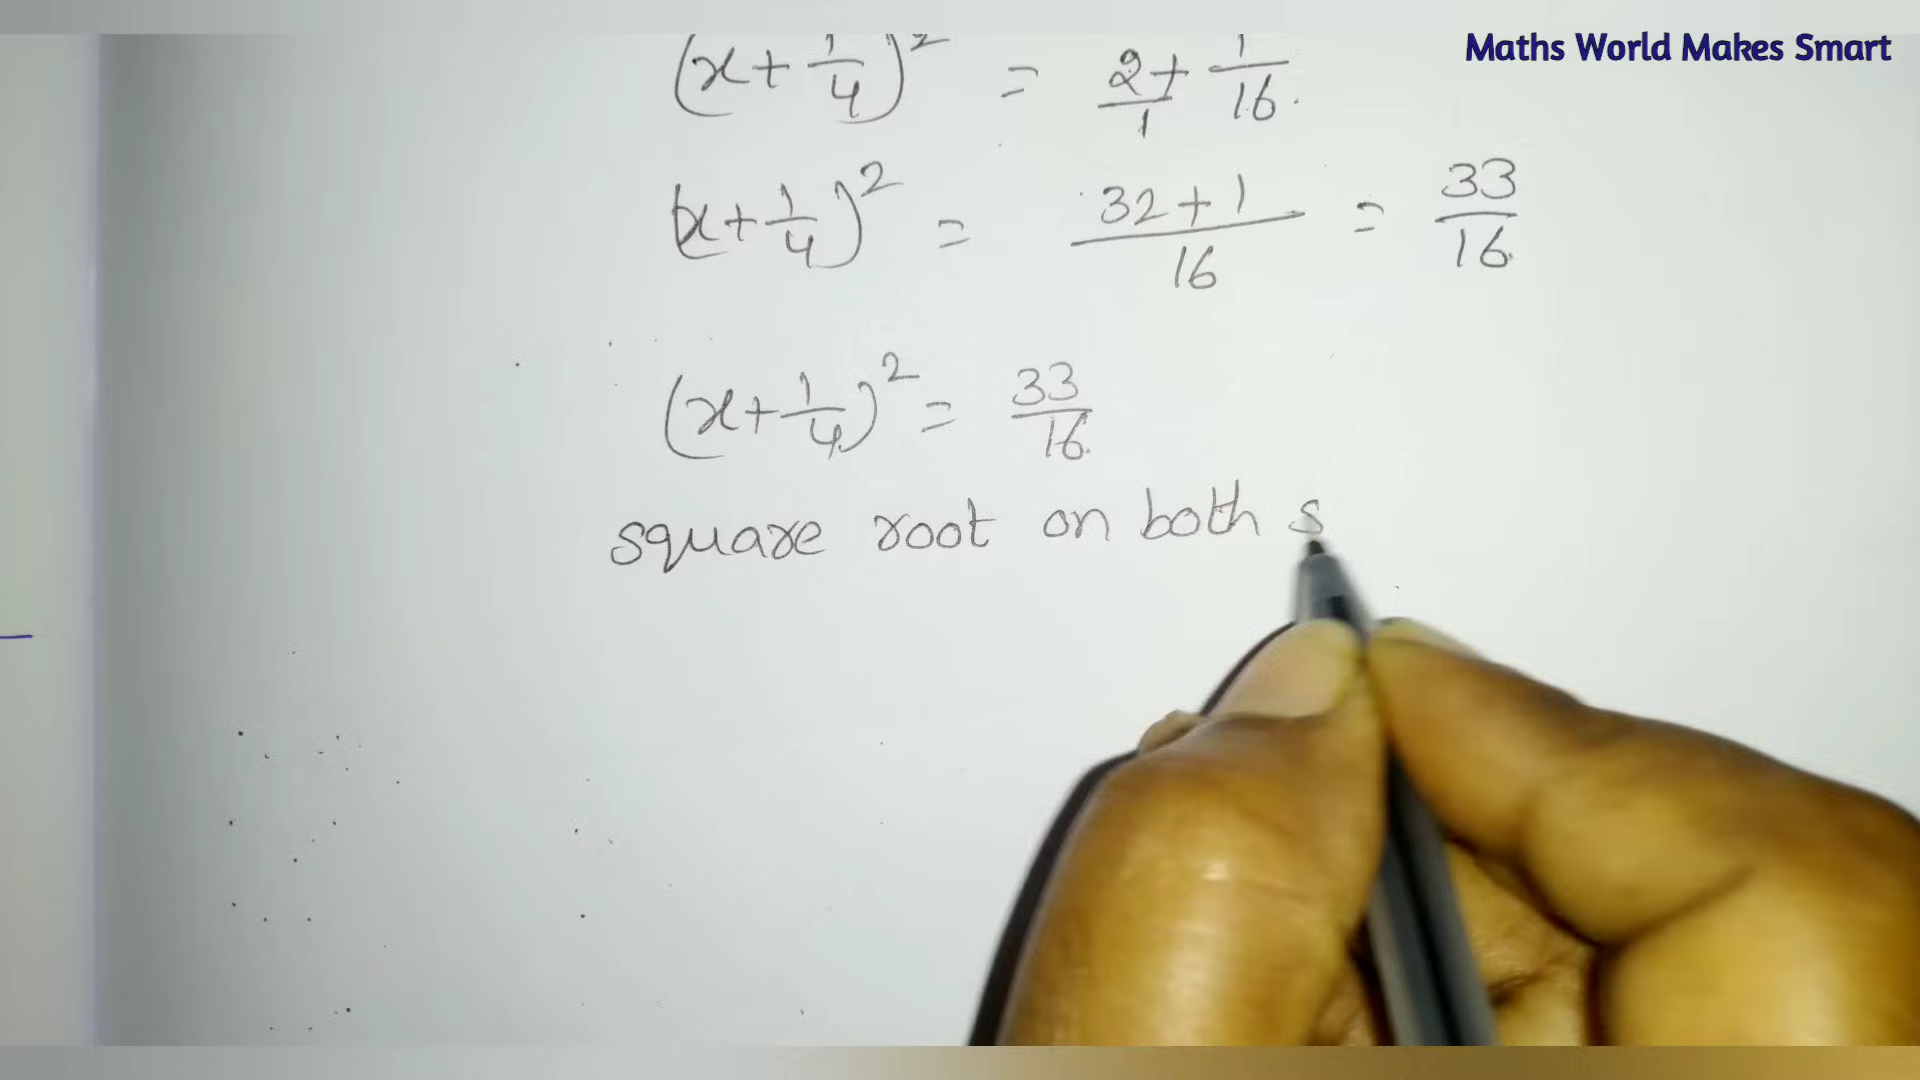 Maths World Makes Smart
(x + 1/4)² = 2/1 + 1/16
(x + 1/4)² = (32 + 1)/16 = 33/16
(x + 1/4)² = 33/16
square root on both s